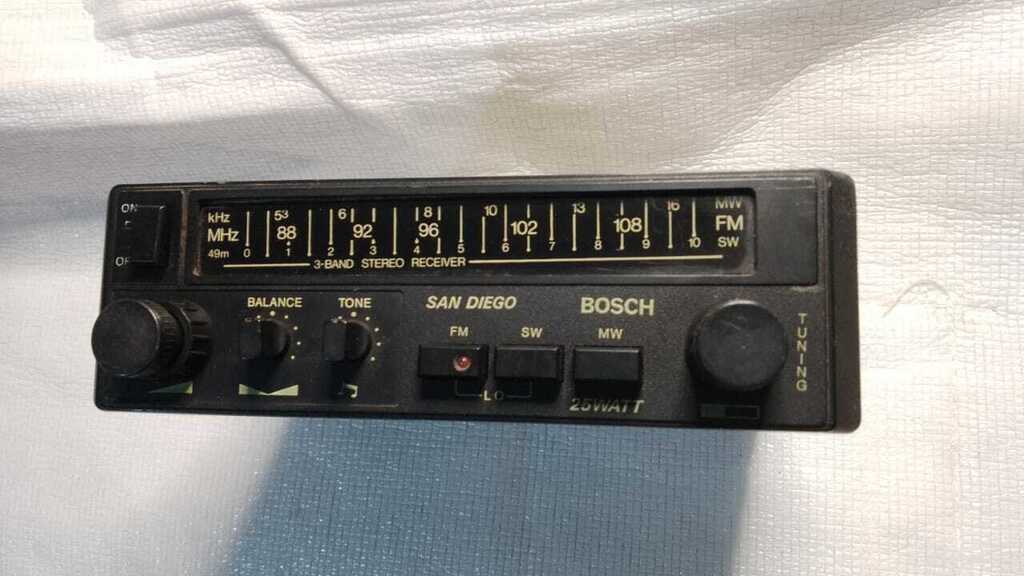 ON
kHz 53 6 8 10 13 16 MW
MHz 88 92 96 102 108 FM
49m 0 1 2 3 4 5 6 7 8 9 10 SW
3-BAND STEREO RECEIVER
BALANCE TONE SAN DIEGO BOSCH
FM SW MW
TUNING
LO
25WATT